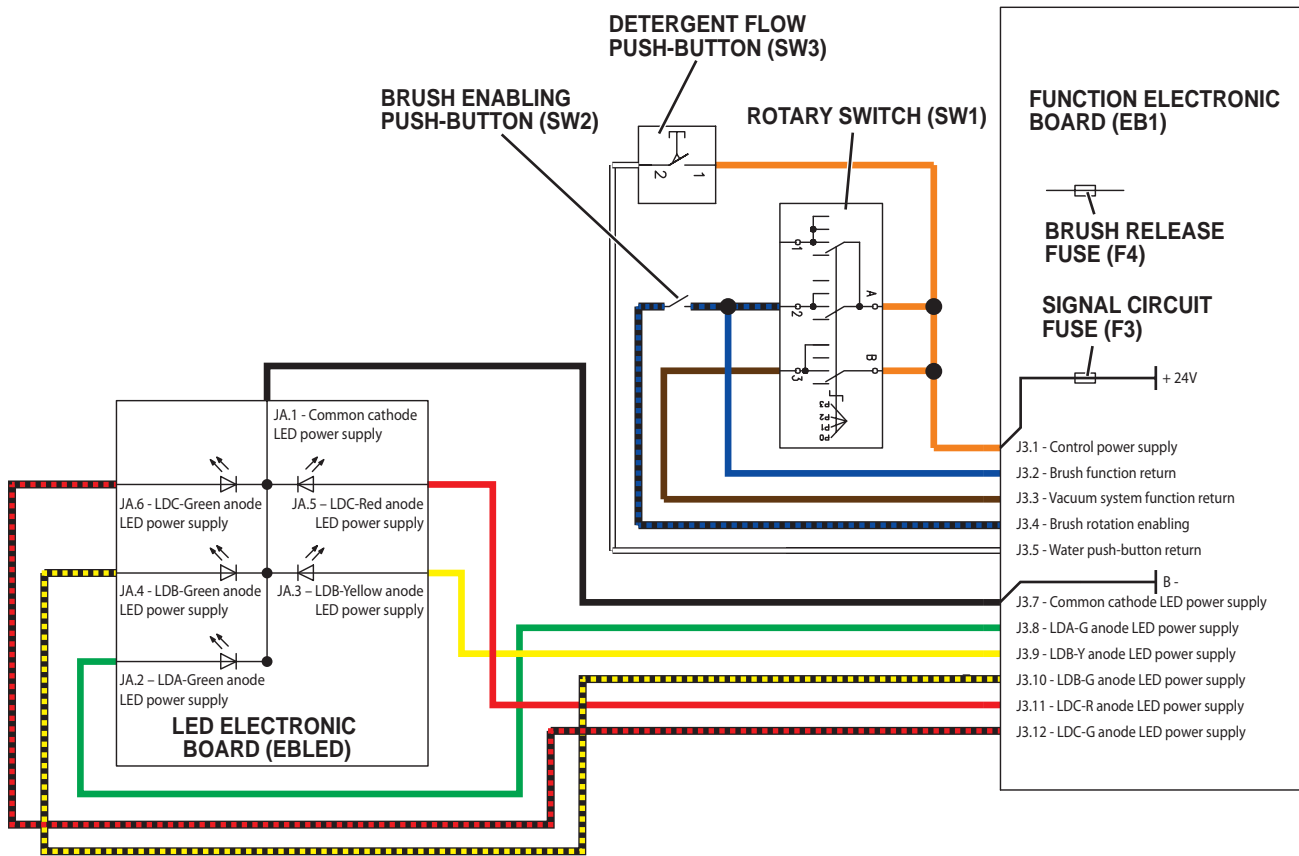 DETERGENT FLOW
PUSH-BUTTON (SW3)
BRUSH ENABLING
PUSH-BUTTON (SW2)
ROTARY SWITCH (SW1)
FUNCTION ELECTRONIC
BOARD (EB1)
BRUSH RELEASE
FUSE (F4)
SIGNAL CIRCUIT
FUSE (F3)
+ 24V
2
1
1
A
2
B
3
P3
P2
P1
P0
J3.1 - Control power supply
J3.2 - Brush function return
J3.3 - Vacuum system function return
J3.4 - Brush rotation enabling
J3.5 - Water push-button return
B -
J3.7 - Common cathode LED power supply
J3.8 - LDA-G anode LED power supply
J3.9 - LDB-Y anode LED power supply
J3.10 - LDB-G anode LED power supply
J3.11 - LDC-R anode LED power supply
J3.12 - LDC-G anode LED power supply
JA.1 - Common cathode
LED power supply
JA.6 - LDC-Green anode
LED power supply
JA.5 – LDC-Red anode
LED power supply
JA.4 - LDB-Green anode
LED power supply
JA.3 – LDB-Yellow anode
LED power supply
JA.2 – LDA-Green anode
LED power supply
LED ELECTRONIC
BOARD (EBLED)